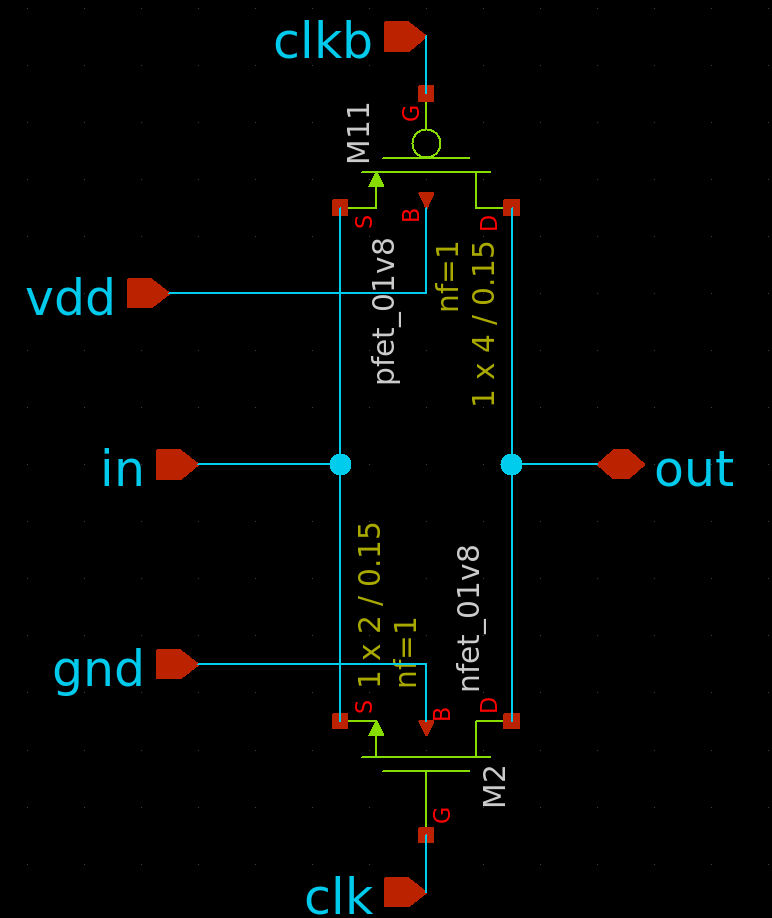 clkb
G
M11
S
B
D
vdd
pfet_01v8
nf=1
1 x 4 / 0.15
in
out
1 x 2 / 0.15
nf=1
nfet_01v8
gnd
S
B
D
M2
G
clk